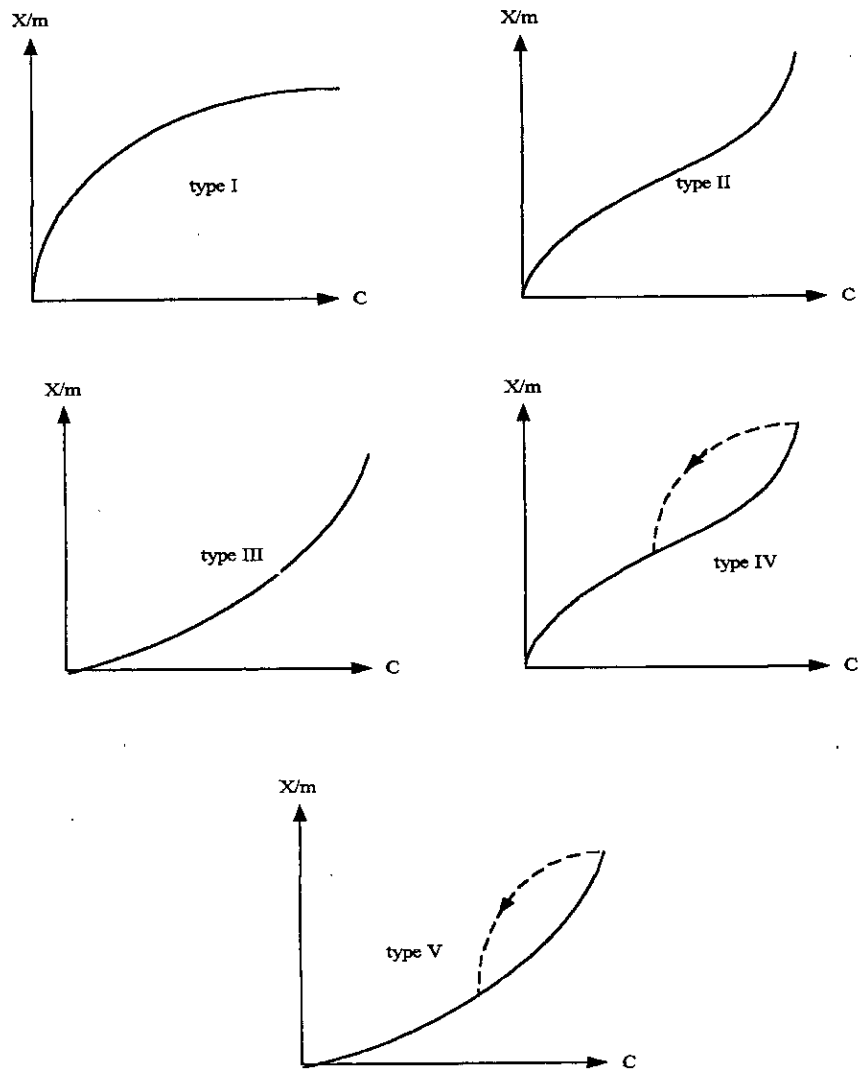 X/m
type I
C
X/m
type II
C
X/m
type III
C
X/m
type IV
C
X/m
type V
C